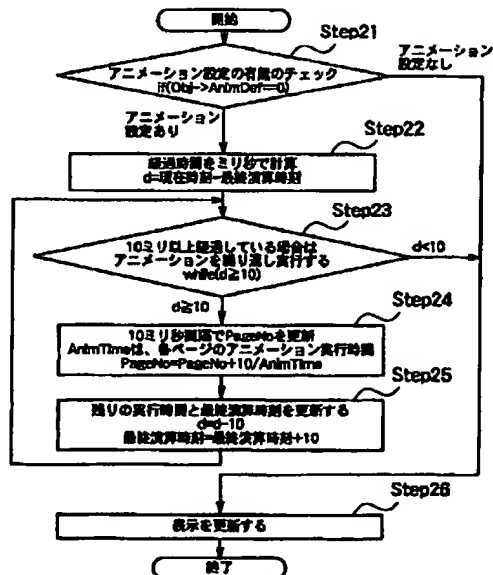 開始
Step21
アニメーション設定の有無のチェック
if(Obj->AnimDef==0)
アニメーション
設定なし
アニメーション
設定あり
Step22
経過時間をミリ秒で計算
d=現在時刻-最終演算時刻
Step23
10ミリ以上経過している場合は
アニメーションを繰り返し実行する
while(d≧10)
d<10
d≧10
Step24
10ミリ秒間隔でPageNoを更新
AnimTimeは、各ページのアニメーション実行時間
PageNo=PageNo+10/AnimTime
Step25
残りの実行時間と最終演算時刻を更新する
d=d-10
最終演算時刻=最終演算時刻+10
Step26
表示を更新する
終了